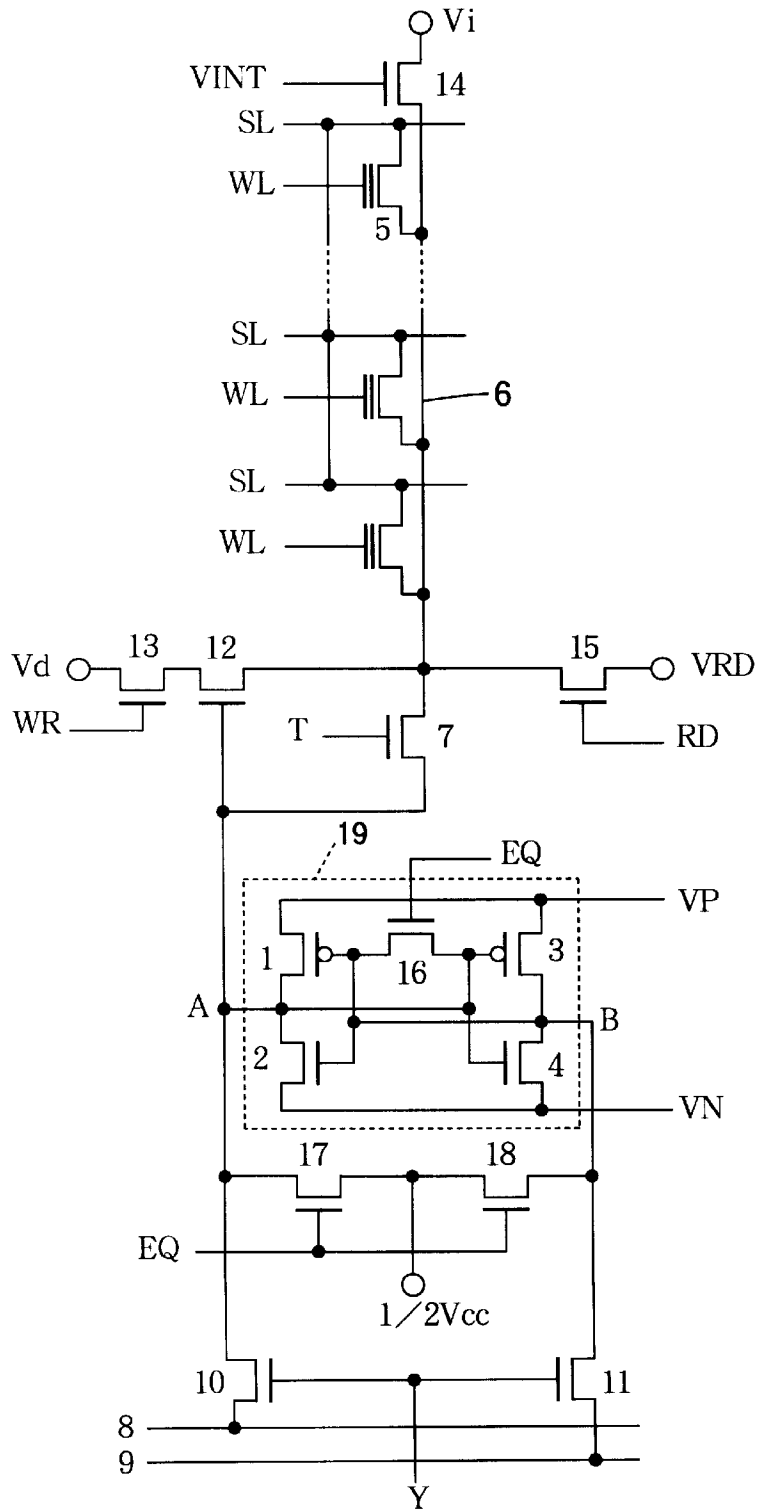 Vi
VINT
14
SL
WL
5
SL
WL
6
SL
WL
13
12
15
Vd
VRD
WR
T
7
RD
19
EQ
VP
1
16
3
A
B
2
4
VN
17
18
EQ
1/2Vcc
10
11
8
9
Y